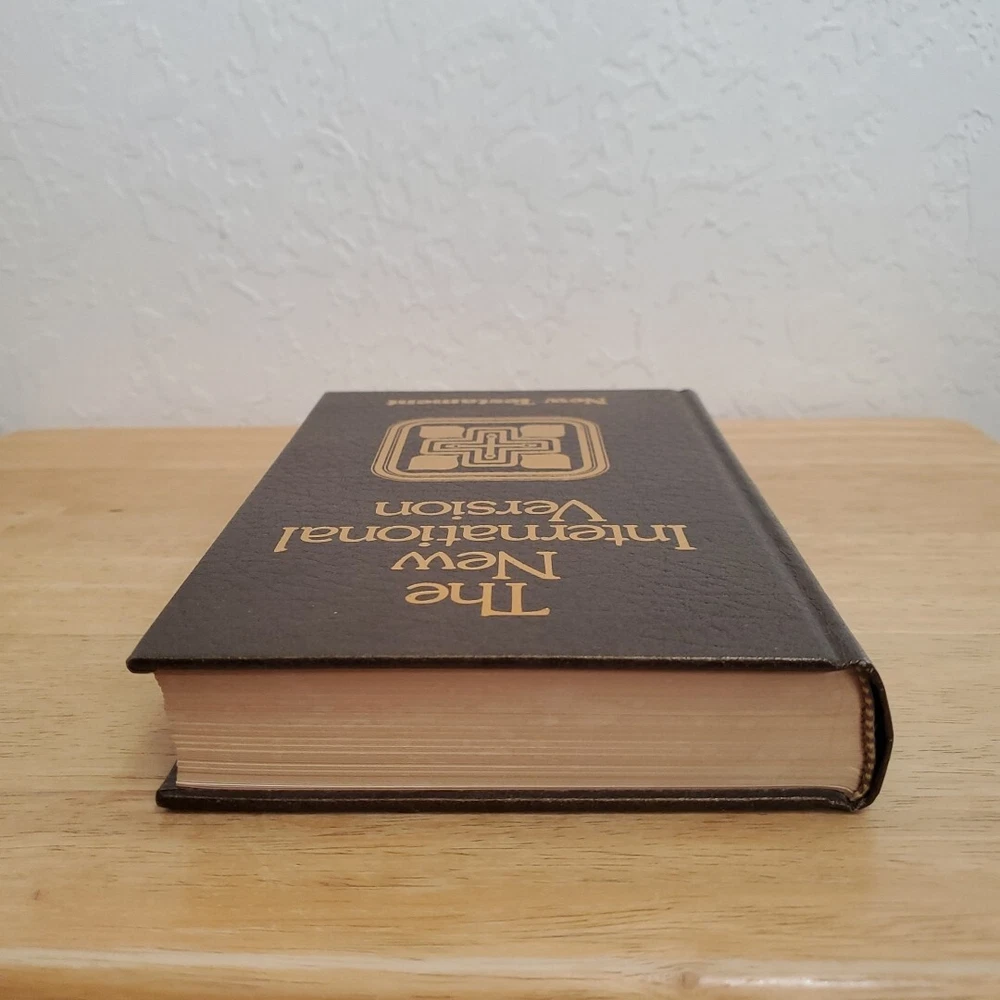 The
New
International
Version
New Testament